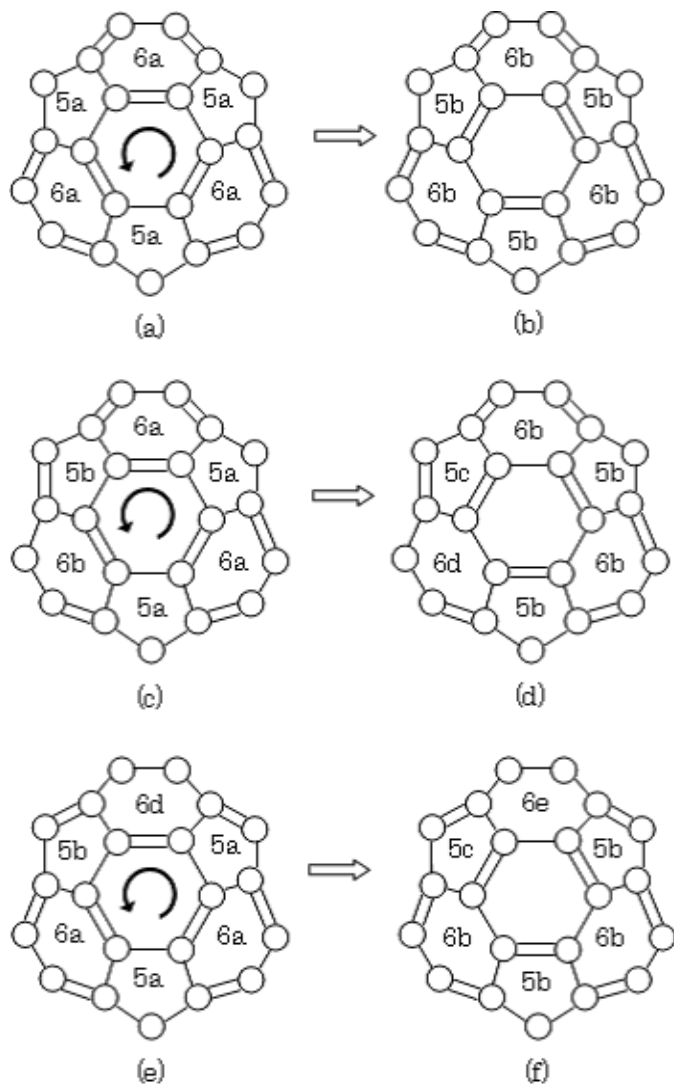 6a 6b
5a 5a 5b 5b
6a 6a 6b 6b
5a 5b
(a) (b)
6a 6b
5b 5a 5c 5b
6b 6a 6d 6b
5a 5b
(c) (d)
6d 6e
5b 5a 5c 5b
6a 6a 6b 6b
5a 5b
(e) (f)